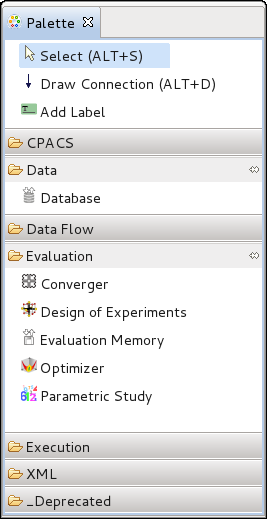 Palette
Select (ALT+S)
Draw Connection (ALT+D)
Add Label
CPACS
Data
Database
Data Flow
Evaluation
Converger
Design of Experiments
Evaluation Memory
Optimizer
Parametric Study
Execution
XML
_Deprecated